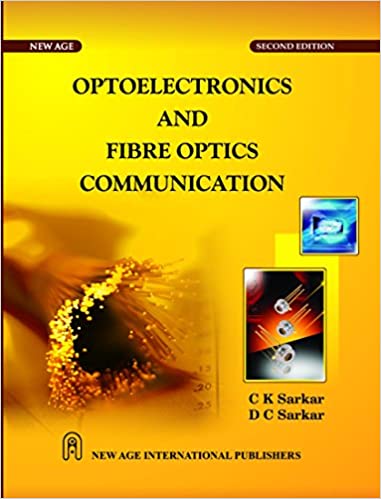 NEW AGE
SECOND EDITION
OPTOELECTRONICS
AND
FIBRE OPTICS
COMMUNICATION
C K Sarkar
D C Sarkar
NEW AGE INTERNATIONAL PUBLISHERS